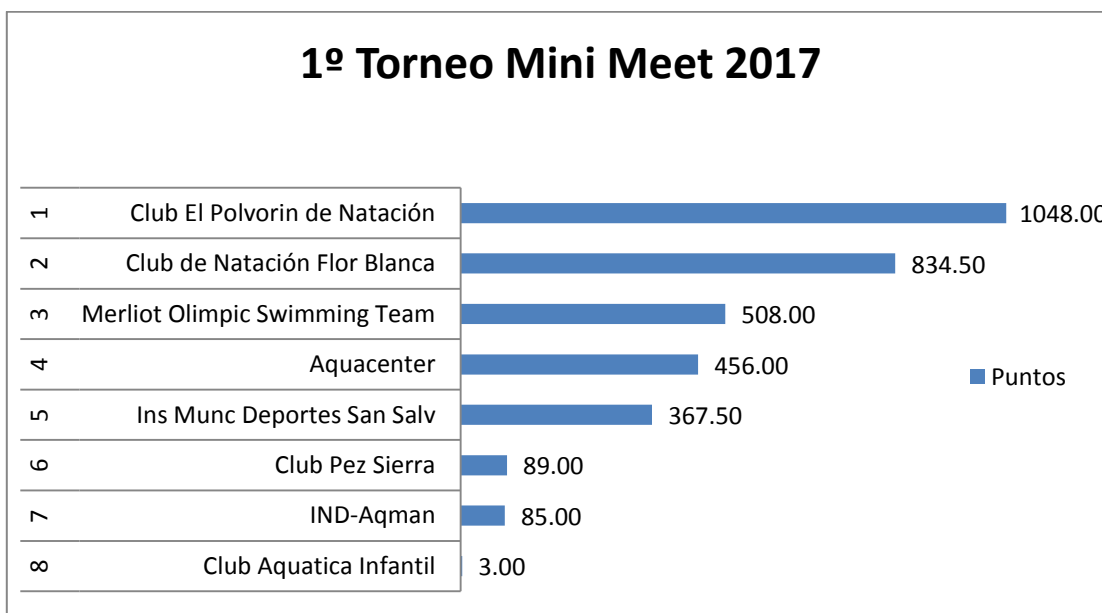 1º Torneo Mini Meet 2017
1 Club El Polvorin de Natación 1048.00
2 Club de Natación Flor Blanca 834.50
3 Merliot Olimpic Swimming Team 508.00
4 Aquacenter 456.00
Puntos
5 Ins Munc Deportes San Salv 367.50
6 Club Pez Sierra 89.00
7 IND-Aqman 85.00
8 Club Aquatica Infantil 3.00